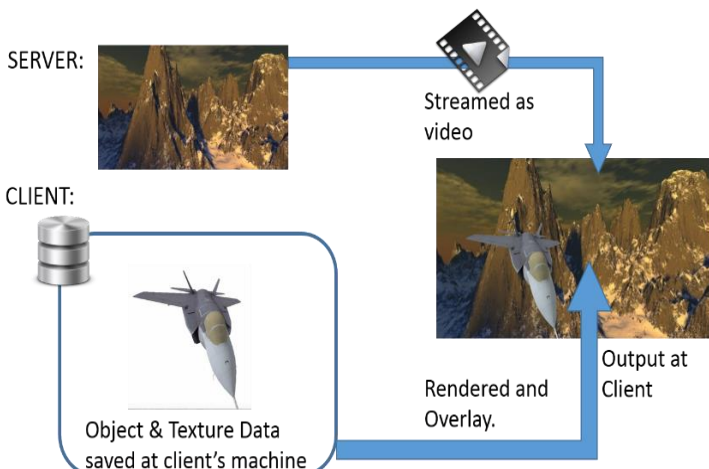 SERVER:
Streamed as
video
CLIENT:
Object & Texture Data
saved at client's machine
Rendered and
Overlay.
Output at
Client